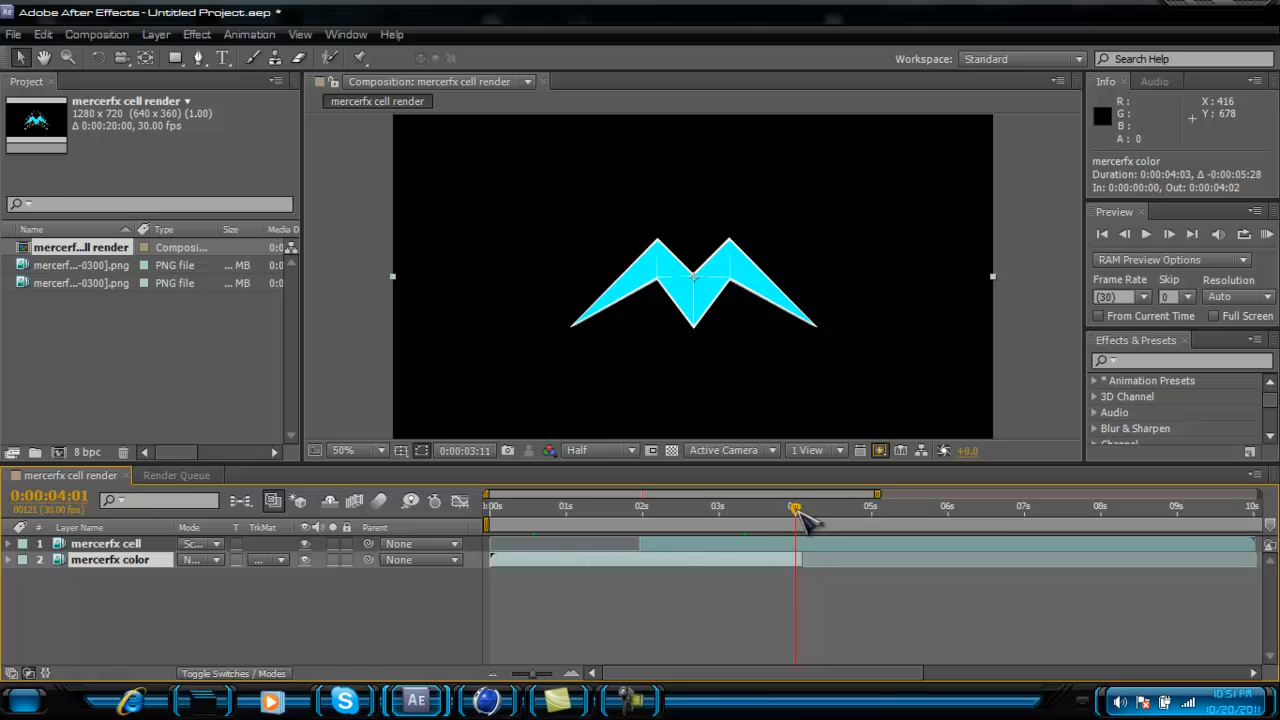 Adobe After Effects - Untitled Project.aep *
File Edit Composition Layer Effect Animation View Window Help
Workspace: Standard Search Help
Project
Composition: mercerfx cell render
Info Audio
mercerfx cell render
1280 x 720 (640 x 360) (1.00)
Δ 0:00:20:00, 30.00 fps
mercerfx cell render
R :
G :
B :
A : 0
X : 416
Y : 678
mercerfx color
Duration: 0:00:04:03, Δ -0:00:05:28
In: 0:00:00:00, Out: 0:00:04:02
Preview
Name Type Size Media D
mercerf...ll render Composi... 0:0
mercerf...-0300].png PNG file ... MB 0:0
mercerf...-0300].png PNG file ... MB 0:0
RAM Preview Options
Frame Rate Skip Resolution
(30) 0 Auto
From Current Time Full Screen
Effects & Presets
* Animation Presets
3D Channel
Audio
Blur & Sharpen
Channel
8 bpc
50% 0:00:03:11 Half Active Camera 1 View +0.0
mercerfx cell render Render Queue
0:00:04:01
00121 (30.00 fps)
:00s 01s 02s 03s 05s 06s 07s 08s 09s 10s
# Layer Name Mode T TrkMat Parent
1 mercerfx cell Sc... None
2 mercerfx color N... ... None
Toggle Switches / Modes
Ae
10:51 PM
10/20/2011